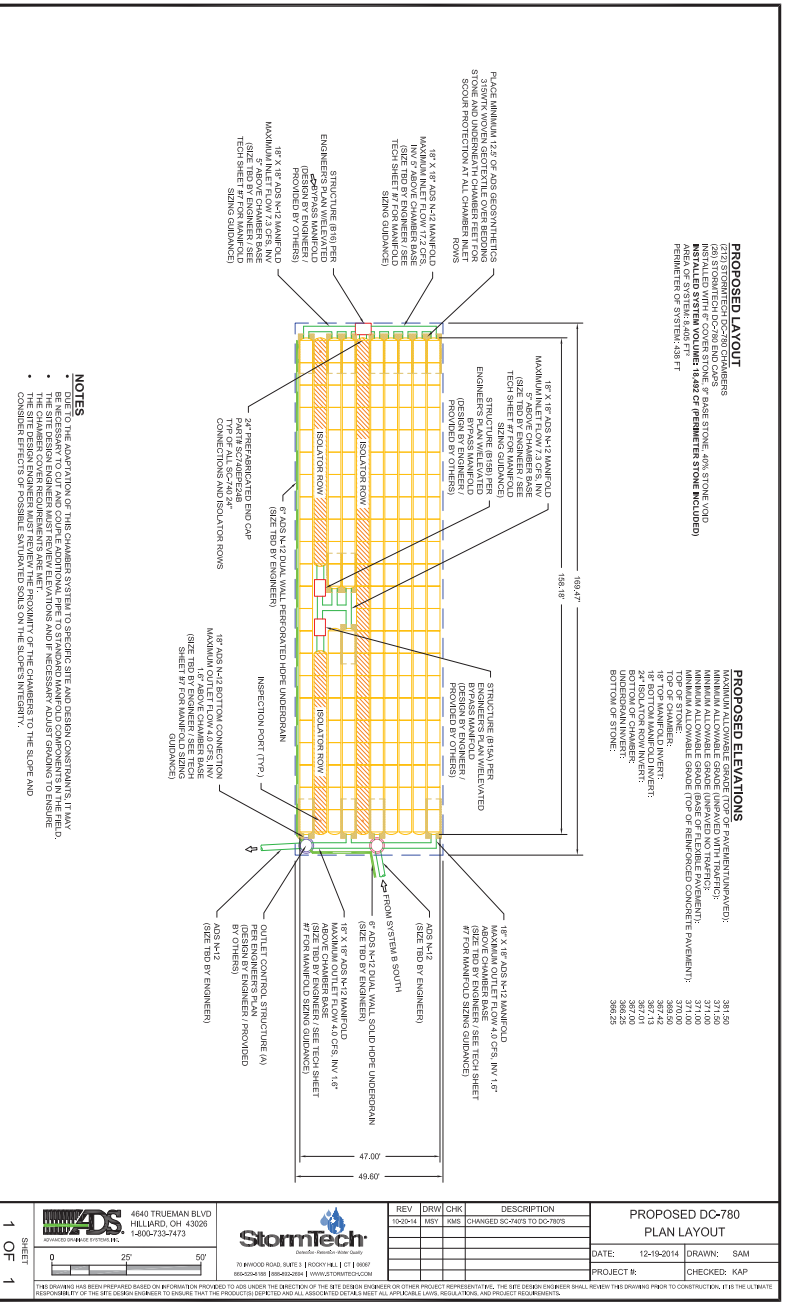 PROPOSED LAYOUT
(212) STORMTECH DC-780 CHAMBERS
(26) STORMTECH DC-780 END CAPS
INSTALLED WITH 6" COVER STONE, 9" BASE STONE, 40% STONE VOID
INSTALLED SYSTEM VOLUME: 18,492 CF (PERIMETER STONE INCLUDED)
AREA OF SYSTEM: 8,405 FT²
PERIMETER OF SYSTEM: 438 FT
PROPOSED ELEVATIONS
MAXIMUM ALLOWABLE GRADE (TOP OF PAVEMENT/UNPAVED): 381.50
MINIMUM ALLOWABLE GRADE (UNPAVED WITH TRAFFIC): 371.50
MINIMUM ALLOWABLE GRADE (UNPAVED NO TRAFFIC): 371.00
MINIMUM ALLOWABLE GRADE (BASE OF FLEXIBLE PAVEMENT): 371.00
MINIMUM ALLOWABLE GRADE (TOP OF REINFORCED CONCRETE PAVEMENT): 371.00
TOP OF STONE: 370.00
TOP OF CHAMBER: 369.50
18" TOP MANIFOLD INVERT: 367.42
18" BOTTOM MANIFOLD INVERT: 367.13
24" ISOLATOR ROW INVERT: 367.01
BOTTOM OF CHAMBER: 367.00
UNDERDRAIN INVERT: 366.25
BOTTOM OF STONE: 366.25
PLACE MINIMUM 12.5' OF ADS GEOSYNTHETICS
315WTK WOVEN GEOTEXTILE OVER BEDDING
STONE AND UNDERNEATH CHAMBER FEET FOR
SCOUR PROTECTION AT ALL CHAMBER INLET
ROWS
18" X 18" ADS N-12 MANIFOLD
MAXIMUM INLET FLOW 17.2 CFS,
INV 5" ABOVE CHAMBER BASE
(SIZE TBD BY ENGINEER / SEE
TECH SHEET #7 FOR MANIFOLD
SIZING GUIDANCE)
STRUCTURE (B16) PER
ENGINEER'S PLAN W/ELEVATED
BYPASS MANIFOLD
(DESIGN BY ENGINEER /
PROVIDED BY OTHERS)
18" X 18" ADS N-12 MANIFOLD
MAXIMUM INLET FLOW 7.3 CFS, INV
5" ABOVE CHAMBER BASE
(SIZE TBD BY ENGINEER / SEE
TECH SHEET #7 FOR MANIFOLD
SIZING GUIDANCE)
169.47'
158.18'
18" X 18" ADS N-12 MANIFOLD
MAXIMUM INLET FLOW 7.3 CFS, INV
5" ABOVE CHAMBER BASE
(SIZE TBD BY ENGINEER / SEE
TECH SHEET #7 FOR MANIFOLD
SIZING GUIDANCE)
STRUCTURE (B15B) PER
ENGINEER'S PLAN W/ELEVATED
BYPASS MANIFOLD
(DESIGN BY ENGINEER /
PROVIDED BY OTHERS)
STRUCTURE (B15A) PER
ENGINEER'S PLAN W/ELEVATED
BYPASS MANIFOLD
(DESIGN BY ENGINEER /
PROVIDED BY OTHERS)
ISOLATOR ROW
ISOLATOR ROW
ISOLATOR ROW
24" PREFABRICATED END CAP
PART# SC740EPE24B
TYP OF ALL SC-740 24"
CONNECTIONS AND ISOLATOR ROWS
6" ADS N-12 DUAL WALL PERFORATED HDPE UNDERDRAIN
(SIZE TBD BY ENGINEER)
INSPECTION PORT (TYP.)
18" ADS N-12 BOTTOM CONNECTION
MAXIMUM OUTLET FLOW 4.0 CFS, INV
1.6" ABOVE CHAMBER BASE
(SIZE TBD BY ENGINEER / SEE TECH
SHEET #7 FOR MANIFOLD SIZING
GUIDANCE)
18" X 18" ADS N-12 MANIFOLD
MAXIMUM OUTLET FLOW 4.0 CFS, INV 1.6"
ABOVE CHAMBER BASE
(SIZE TBD BY ENGINEER / SEE TECH SHEET
#7 FOR MANIFOLD SIZING GUIDANCE)
ADS N-12
(SIZE TBD BY ENGINEER)
FROM SYSTEM B SOUTH
6" ADS N-12 DUAL WALL SOLID HDPE UNDERDRAIN
(SIZE TBD BY ENGINEER)
18" X 18" ADS N-12 MANIFOLD
MAXIMUM OUTLET FLOW 4.0 CFS, INV 1.6"
ABOVE CHAMBER BASE
(SIZE TBD BY ENGINEER / SEE TECH SHEET
#7 FOR MANIFOLD SIZING GUIDANCE)
OUTLET CONTROL STRUCTURE (A)
PER ENGINEER'S PLAN
(DESIGN BY ENGINEER / PROVIDED
BY OTHERS)
ADS N-12
(SIZE TBD BY ENGINEER)
47.00'
49.60'
NOTES
• DUE TO THE ADAPTATION OF THIS CHAMBER SYSTEM TO SPECIFIC SITE AND DESIGN CONSTRAINTS, IT MAY
BE NECESSARY TO CUT AND COUPLE ADDITIONAL PIPE TO STANDARD MANIFOLD COMPONENTS IN THE FIELD.
• THE SITE DESIGN ENGINEER MUST REVIEW ELEVATIONS AND IF NECESSARY ADJUST GRADING TO ENSURE
THE CHAMBER COVER REQUIREMENTS ARE MET.
• THE SITE DESIGN ENGINEER MUST REVIEW THE PROXIMITY OF THE CHAMBERS TO THE SLOPE AND
CONSIDER EFFECTS OF POSSIBLE SATURATED SOILS ON THE SLOPE'S INTEGRITY.
SHEET
1 OF 1
ADS
ADVANCED DRAINAGE SYSTEMS, INC.
4640 TRUEMAN BLVD
HILLIARD, OH 43026
1-800-733-7473
0 25' 50'
StormTech
Detention • Retention • Water Quality
70 INWOOD ROAD, SUITE 3 | ROCKY HILL | CT | 06067
860-529-8188 | 888-892-2694 | WWW.STORMTECH.COM
REV DRW CHK DESCRIPTION
10-20-14 MSY KMS CHANGED SC-740'S TO DC-780'S
PROPOSED DC-780
PLAN LAYOUT
DATE: 12-19-2014 DRAWN: SAM
PROJECT #: CHECKED: KAP
THIS DRAWING HAS BEEN PREPARED BASED ON INFORMATION PROVIDED TO ADS UNDER THE DIRECTION OF THE SITE DESIGN ENGINEER OR OTHER PROJECT REPRESENTATIVE. THE SITE DESIGN ENGINEER SHALL REVIEW THIS DRAWING PRIOR TO CONSTRUCTION. IT IS THE ULTIMATE
RESPONSIBILITY OF THE SITE DESIGN ENGINEER TO ENSURE THAT THE PRODUCT(S) DEPICTED AND ALL ASSOCIATED DETAILS MEET ALL APPLICABLE LAWS, REGULATIONS, AND PROJECT REQUIREMENTS.